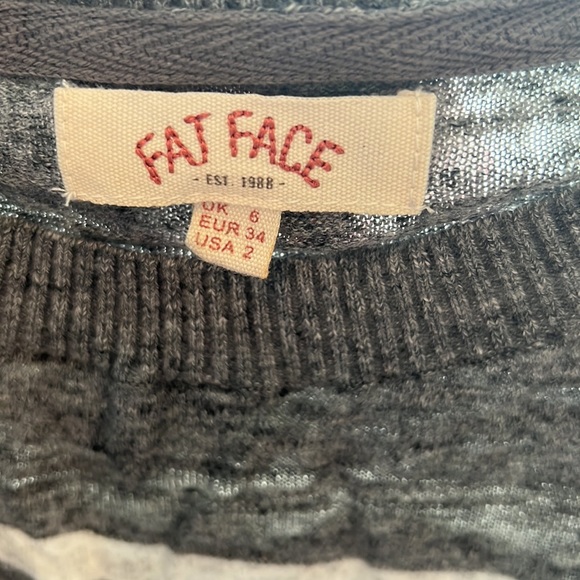 FAT FACE
- EST. 1988 -
UK 6
EUR 34
USA 2